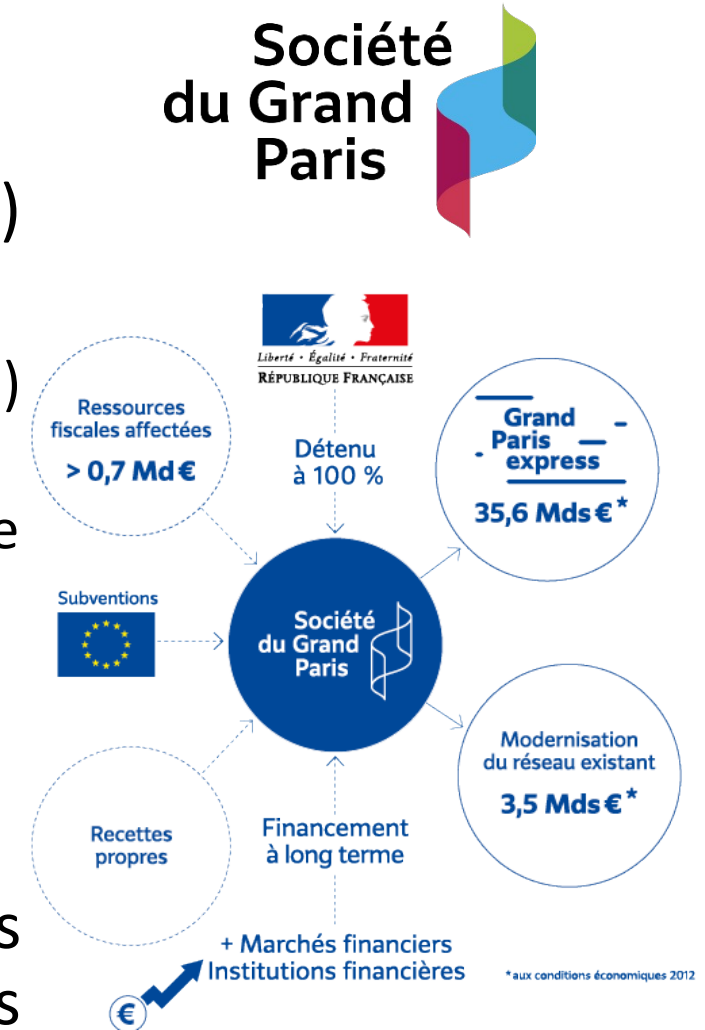 Société
du Grand
Paris
)
Liberté • Égalité • Fraternité
RÉPUBLIQUE FRANÇAISE
)
Ressources
fiscales affectées
> 0,7 Md €
Détenu
à 100 %
Grand
Paris
express
35,6 Mds € *
e
Subventions
Société
du Grand
Paris
Modernisation
du réseau existant
3,5 Mds € *
Recettes
propres
Financement
à long terme
s
+ Marchés financiers
Institutions financières
*aux conditions économiques 2012
€
s